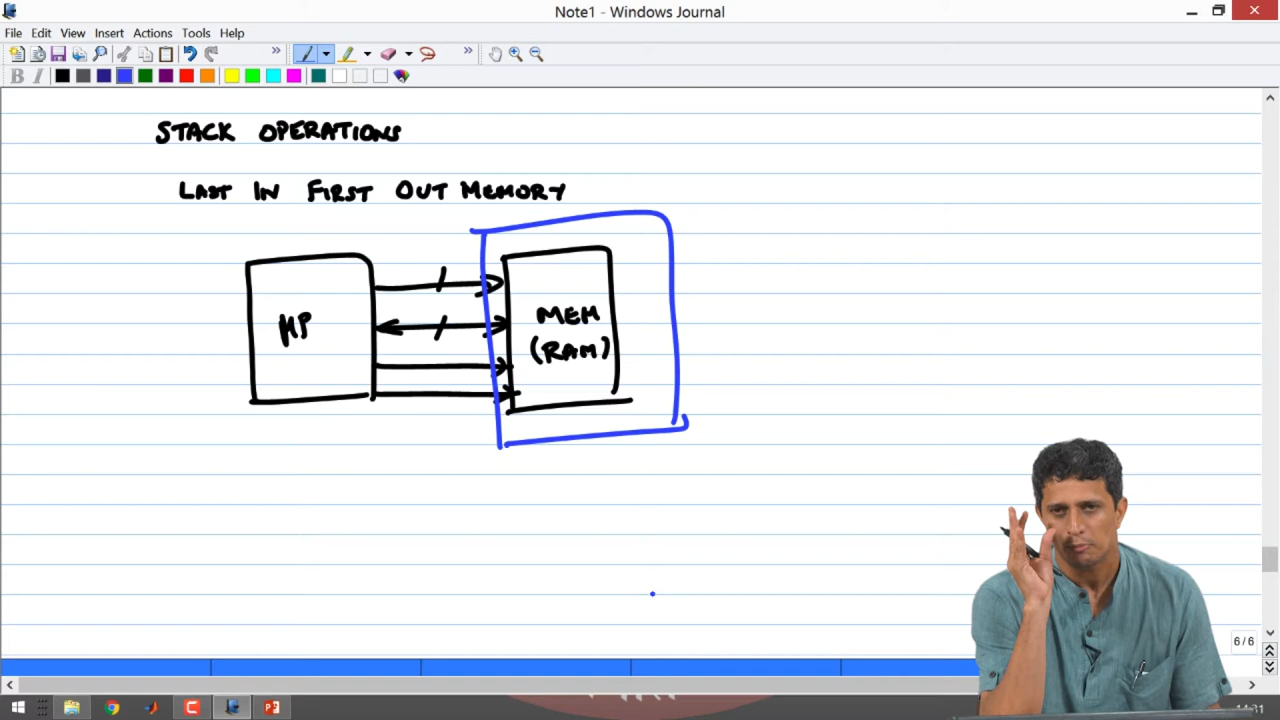 Note1 - Windows Journal
File Edit View Insert Actions Tools Help
STACK OPERATIONS
LAST IN FIRST OUT MEMORY
μP
MEM
(RAM)
6 / 6